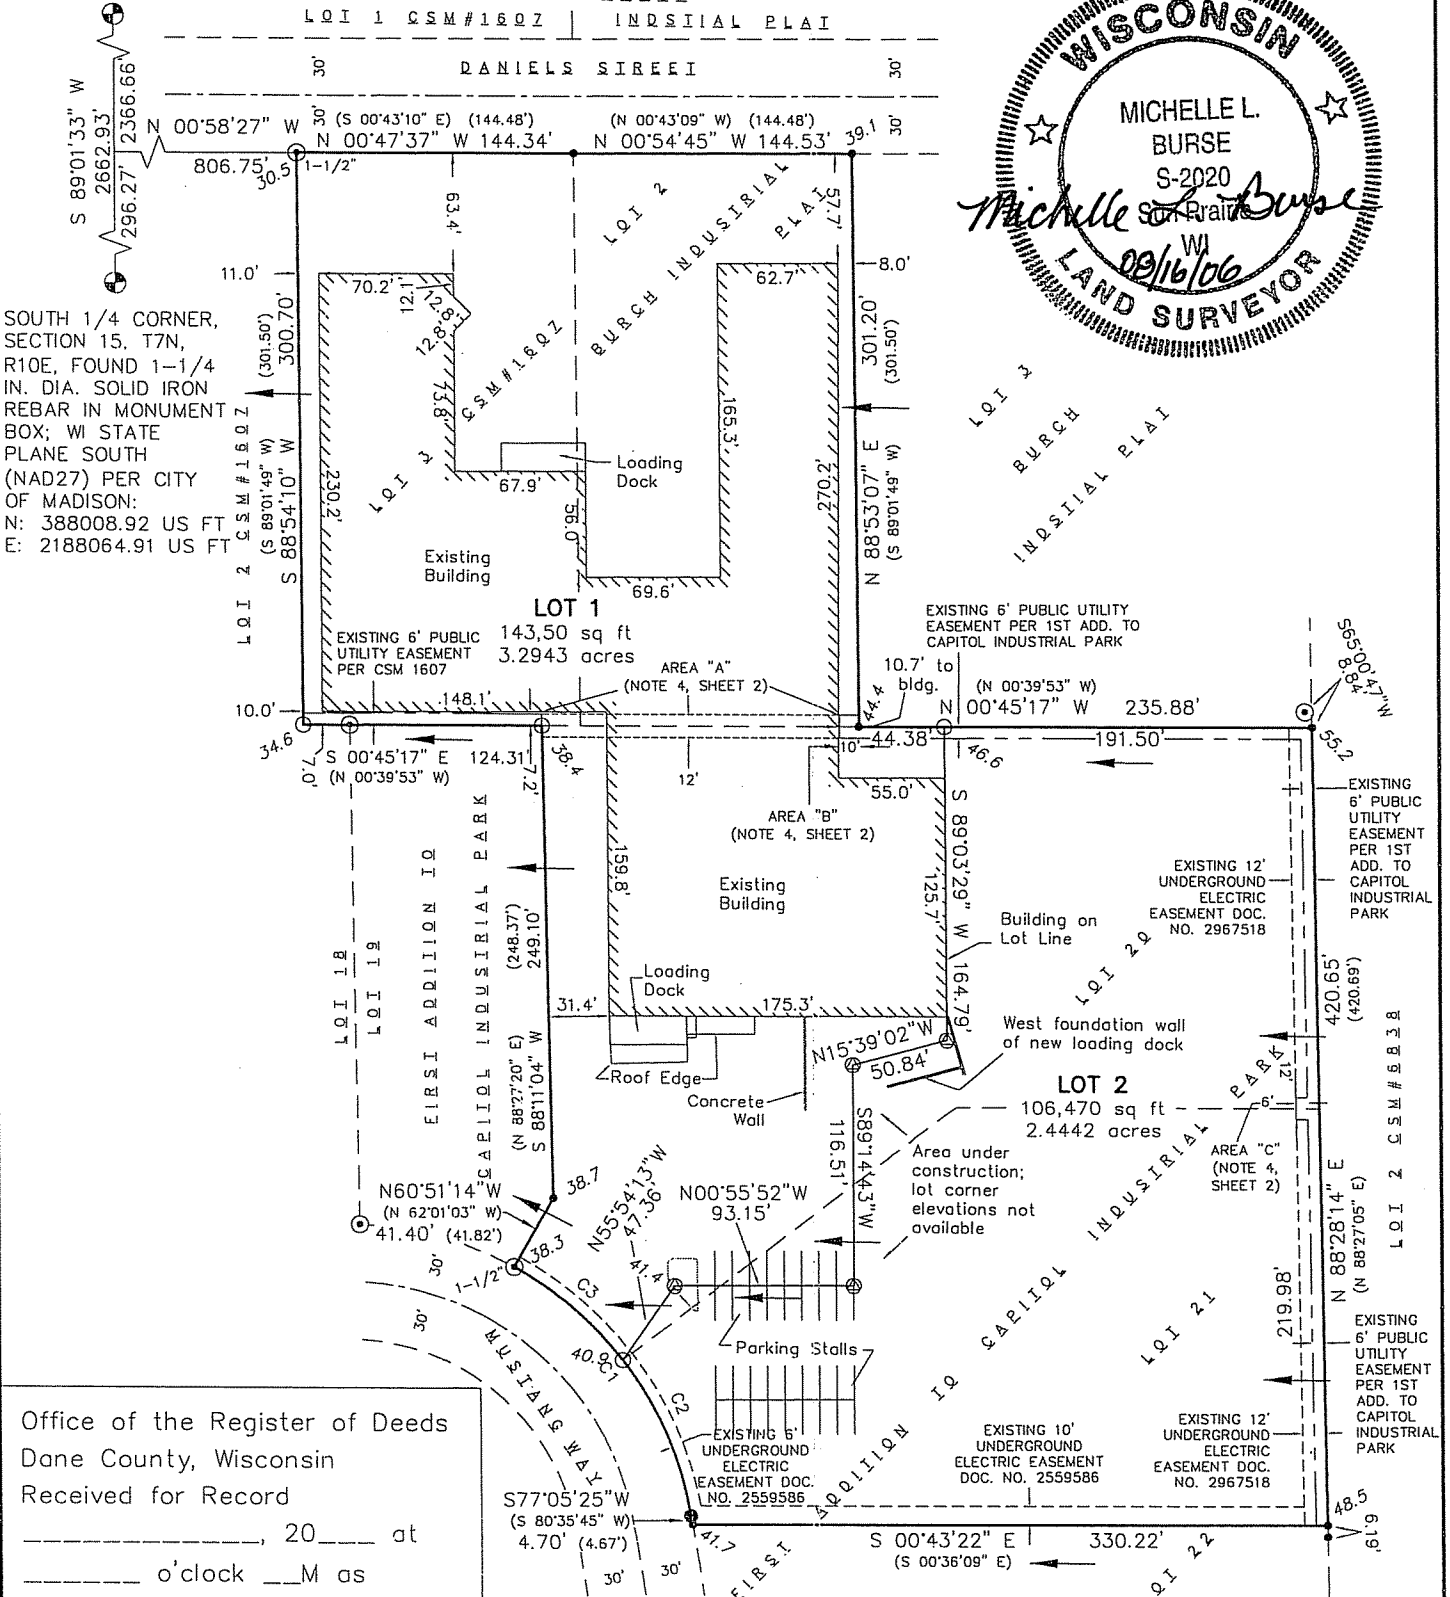 LOT 1 CSM#1607 INDSTIAL PLAT
DANIELS STREET
30'
30'
30'
30'
(S 00°43'10" E) (144.48')
(N 00°43'09" W) (144.48')
N 00°47'37" W 144.34'
N 00°54'45" W 144.53'
39.1
S 89°01'33" W
2662.93'
296.27' 2366.66'
N 00°58'27" W
806.75'
30.5
1-1/2"
WISCONSIN
MICHELLE L.
BURSE
S-2020
Sun Prairie
WI
Michelle L. Burse
08/16/06
LAND SURVEYOR
SOUTH 1/4 CORNER,
SECTION 15, T7N,
R10E, FOUND 1-1/4
IN. DIA. SOLID IRON
REBAR IN MONUMENT
BOX; WI STATE
PLANE SOUTH
(NAD27) PER CITY
OF MADISON:
N: 388008.92 US FT
E: 2188064.91 US FT
LOT 2 CSM#1607
S 88°54'10" W 300.70'
(S 89°01'49" W) (301.50')
11.0'
70.2'
12.1'
12.8'
12.8'
63.4'
73.8'
67.9'
56.0'
69.6'
165.3'
62.7'
57.7'
8.0'
270.2'
230.2'
LOT 3
CSM#1607
LOT 2
BURCH INDUSTRIAL
PLAT
Loading
Dock
Existing
Building
LOT 1
143,50 sq ft
3.2943 acres
N 88°53'07" E 301.20'
(S 89°01'49" W) (301.50')
LOT 3
BURCH
INDSTIAL PLAT
EXISTING 6' PUBLIC
UTILITY EASEMENT
PER CSM 1607
148.1'
AREA "A"
(NOTE 4, SHEET 2)
EXISTING 6' PUBLIC UTILITY
EASEMENT PER 1ST ADD. TO
CAPITOL INDUSTRIAL PARK
10.7' to
bldg.
44.4
(N 00°39'53" W)
N 00°45'17" W 235.88'
S65°00'47"W
8.84'
44.38'
191.50'
46.6
55.2
10'
12'
55.0'
10.0'
34.6
7.0'
S 00°45'17" E 124.31'
(N 00°39'53" W)
7.2'
38.4
AREA "B"
(NOTE 4, SHEET 2)
EXISTING
6' PUBLIC
UTILITY
EASEMENT
PER 1ST
ADD. TO
CAPITOL
INDUSTRIAL
PARK
EXISTING 12'
UNDERGROUND
ELECTRIC
EASEMENT DOC.
NO. 2967518
LOT 18
LOT 19
FIRST ADDITION TO
CAPITOL INDUSTRIAL PARK
(N 88°27'20" E) (248.37')
S 88°11'04" W 249.10'
159.8'
Existing
Building
125.7'
S 89°03'29" W 164.79'
Building on
Lot Line
LOT 20
Loading
Dock
31.4'
175.3'
Roof Edge
Concrete
Wall
N15°39'02"W
50.84'
West foundation wall
of new loading dock
LOT 2
106,470 sq ft
2.4442 acres
420.65'
(420.69')
LOT 2 CSM#6838
12'
6'
AREA "C"
(NOTE 4,
SHEET 2)
N 88°28'14" E
(N 88°27'05" E)
219.98'
S89°14'43"W
116.51'
Area under
construction;
lot corner
elevations not
available
N60°51'14"W
(N 62°01'03" W)
41.40' (41.82')
38.7
38.3
1-1/2"
N55°54'13"W
47.36'
41.4
N00°55'52"W
93.15'
C3
C1
C2
40.9
30'
30'
MUSTANG WAY
Parking Stalls
FIRST ADDITION TO CAPITOL INDUSTRIAL PARK
LOT 21
EXISTING
6' PUBLIC
UTILITY
EASEMENT
PER 1ST
ADD. TO
CAPITOL
INDUSTRIAL
PARK
EXISTING 6'
UNDERGROUND
ELECTRIC
EASEMENT DOC.
NO. 2559586
EXISTING 10'
UNDERGROUND
ELECTRIC EASEMENT
DOC. NO. 2559586
EXISTING 12'
UNDERGROUND
ELECTRIC
EASEMENT DOC.
NO. 2967518
S77°05'25"W
(S 80°35'45" W)
4.70' (4.67')
41.7
S 00°43'22" E 330.22'
(S 00°36'09" E)
48.5
6.19'
30'
30'
OT 22
Office of the Register of Deeds
Dane County, Wisconsin
Received for Record
______________, 20___ at
_______ o'clock __M as